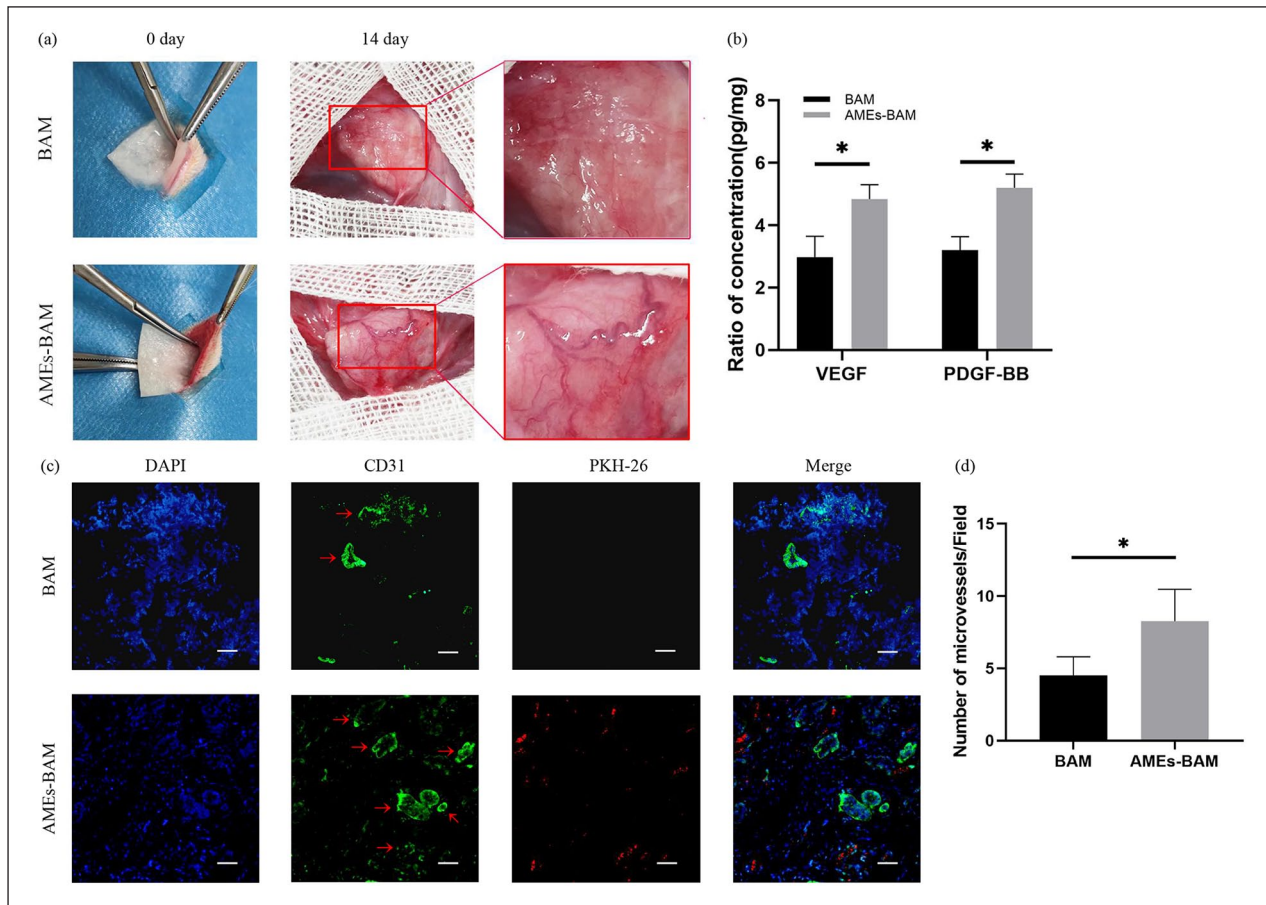 (a)
0 day
14 day
BAM
AMEs-BAM
(b)
BAM
AMEs-BAM
Ratio of concentration(pg/mg)
8
6
4
2
0
*
*
VEGF
PDGF-BB
(c)
DAPI
CD31
PKH-26
Merge
BAM
AMEs-BAM
(d)
Number of microvessels/Field
15
10
5
0
*
BAM
AMEs-BAM